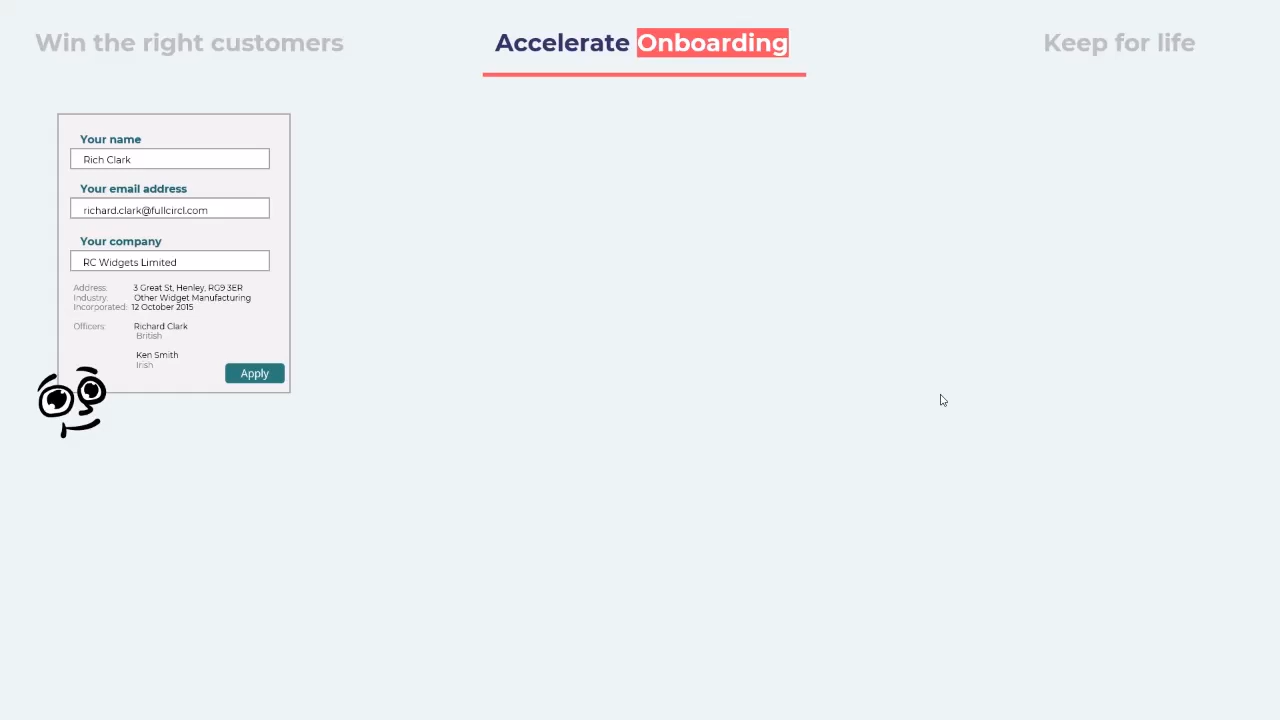 Win the right customers
Accelerate Onboarding
Keep for life
Your name
Rich Clark
Your email address
richard.clark@fullcircl.com
Your company
RC Widgets Limited
Address: 3 Great St, Henley, RG9 3ER
Industry: Other Widget Manufacturing
Incorporated: 12 October 2015
Officers: Richard Clark
British
Ken Smith
Irish
Apply